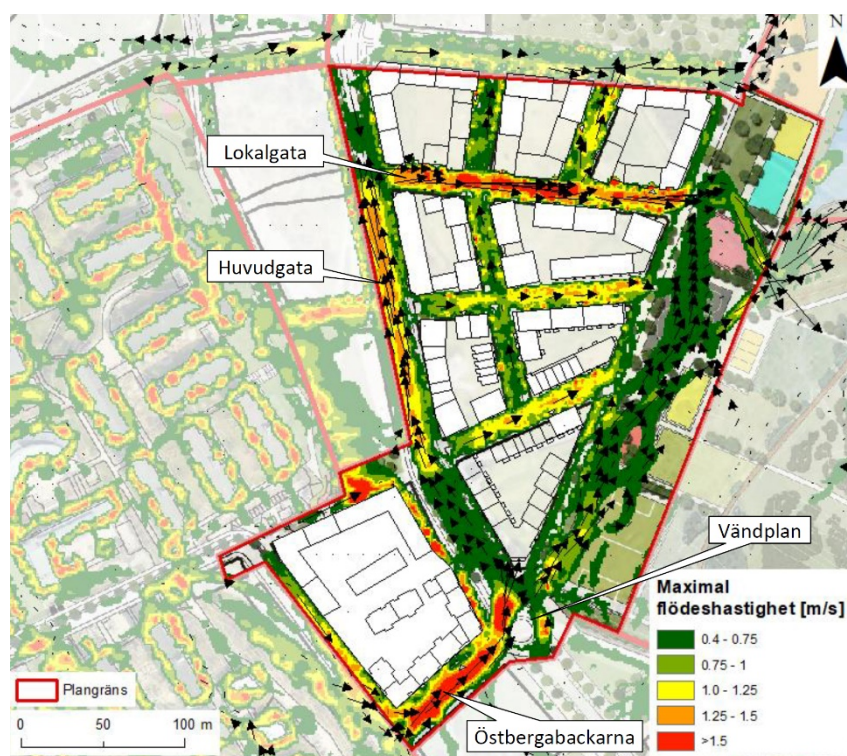 N
Lokalgata
Huvudgata
Vändplan
Östbergabackarna
Plangräns
0 50 100 m
Maximal
flödeshastighet [m/s]
0.4 - 0.75
0.75 - 1
1.0 - 1.25
1.25 - 1.5
>1.5